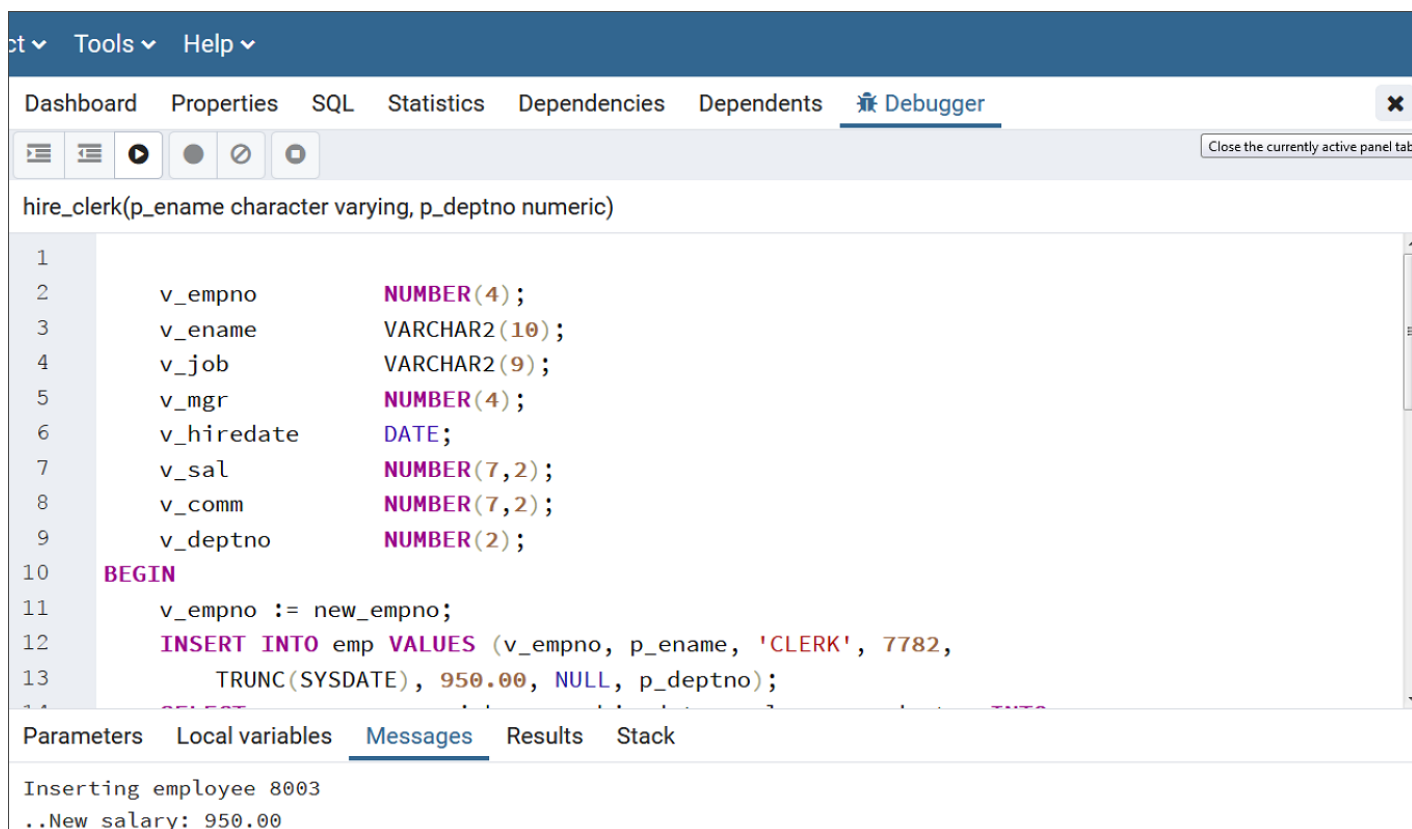 ct Tools Help
Dashboard Properties SQL Statistics Dependencies Dependents Debugger
Close the currently active panel tab
hire_clerk(p_ename character varying, p_deptno numeric)
1
2 v_empno NUMBER(4);
3 v_ename VARCHAR2(10);
4 v_job VARCHAR2(9);
5 v_mgr NUMBER(4);
6 v_hiredate DATE;
7 v_sal NUMBER(7,2);
8 v_comm NUMBER(7,2);
9 v_deptno NUMBER(2);
10 BEGIN
11 v_empno := new_empno;
12 INSERT INTO emp VALUES (v_empno, p_ename, 'CLERK', 7782,
13 TRUNC(SYSDATE), 950.00, NULL, p_deptno);
Parameters Local variables Messages Results Stack
Inserting employee 8003
..New salary: 950.00